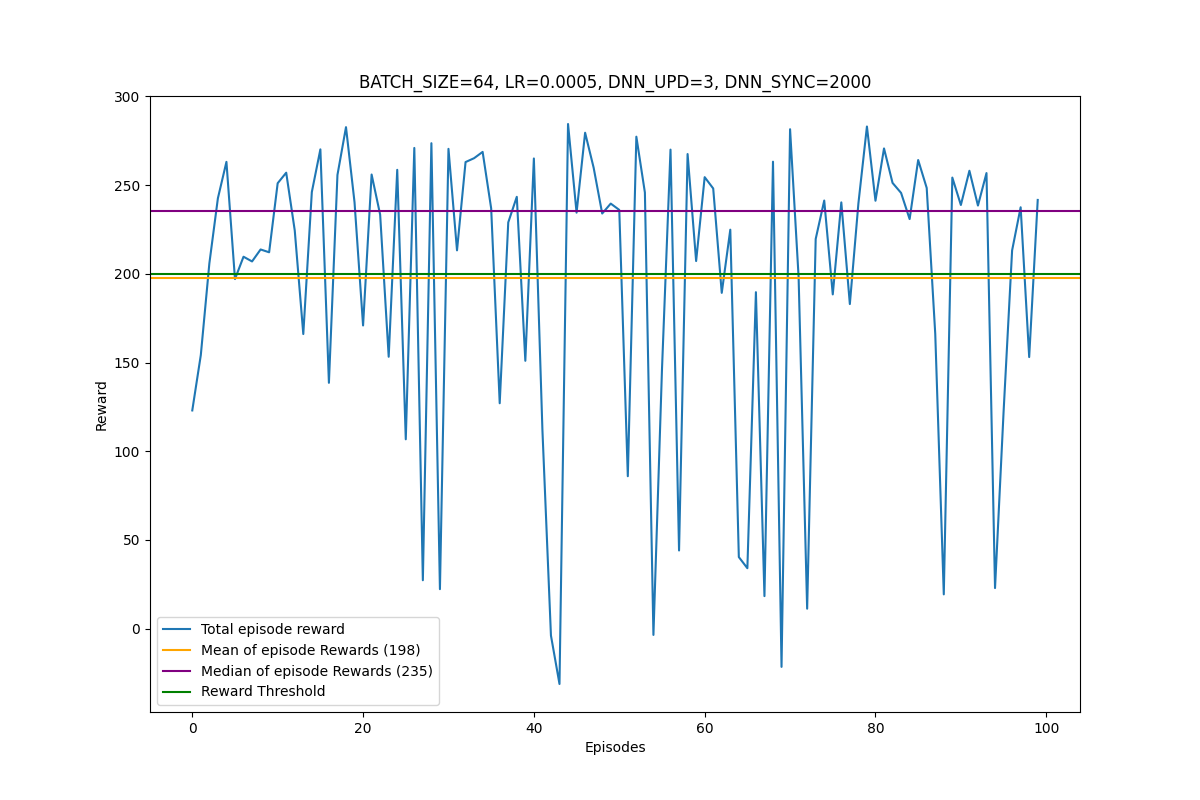 BATCH_SIZE=64, LR=0.0005, DNN_UPD=3, DNN_SYNC=2000
300
250
200
150
100
50
0
Reward
Total episode reward
Mean of episode Rewards (198)
Median of episode Rewards (235)
Reward Threshold
0 20 40 60 80 100
Episodes